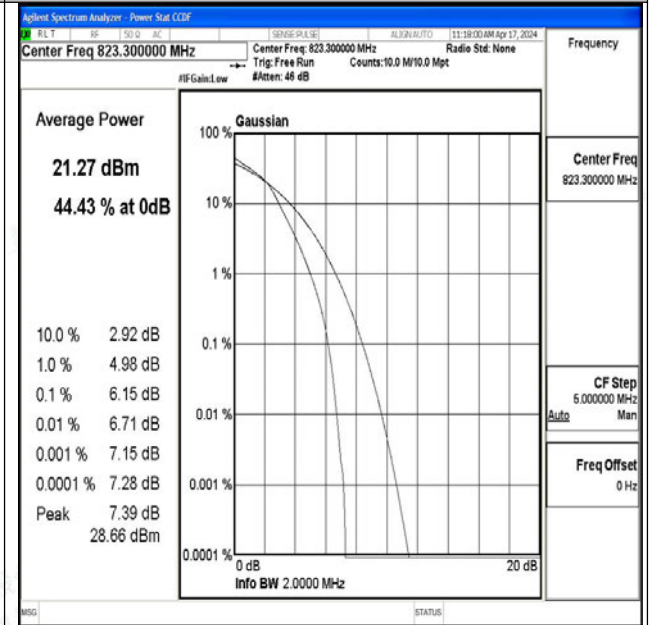 Agilent Spectrum Analyzer - Power Stat CCDF
RLT RF 50 Ω AC SENSE:PULSE ALIGNAUTO 11:18:00 AM Apr 17, 2024
Center Freq 823.300000 MHz
Center Freq: 823.300000 MHz Radio Std: None
Trig: Free Run Counts:10.0 M/10.0 Mpt
#IFGain:Low #Atten: 46 dB
Frequency
Average Power
21.27 dBm
44.43 % at 0dB
10.0 % 2.92 dB
1.0 % 4.98 dB
0.1 % 6.15 dB
0.01 % 6.71 dB
0.001 % 7.15 dB
0.0001 % 7.28 dB
Peak 7.39 dB
28.66 dBm
Gaussian
100 %
10 %
1 %
0.1 %
0.01 %
0.001 %
0.0001 %
0 dB 20 dB
Info BW 2.0000 MHz
Center Freq
823.300000 MHz
CF Step
5.000000 MHz
Auto Man
Freq Offset
0 Hz
MSG STATUS